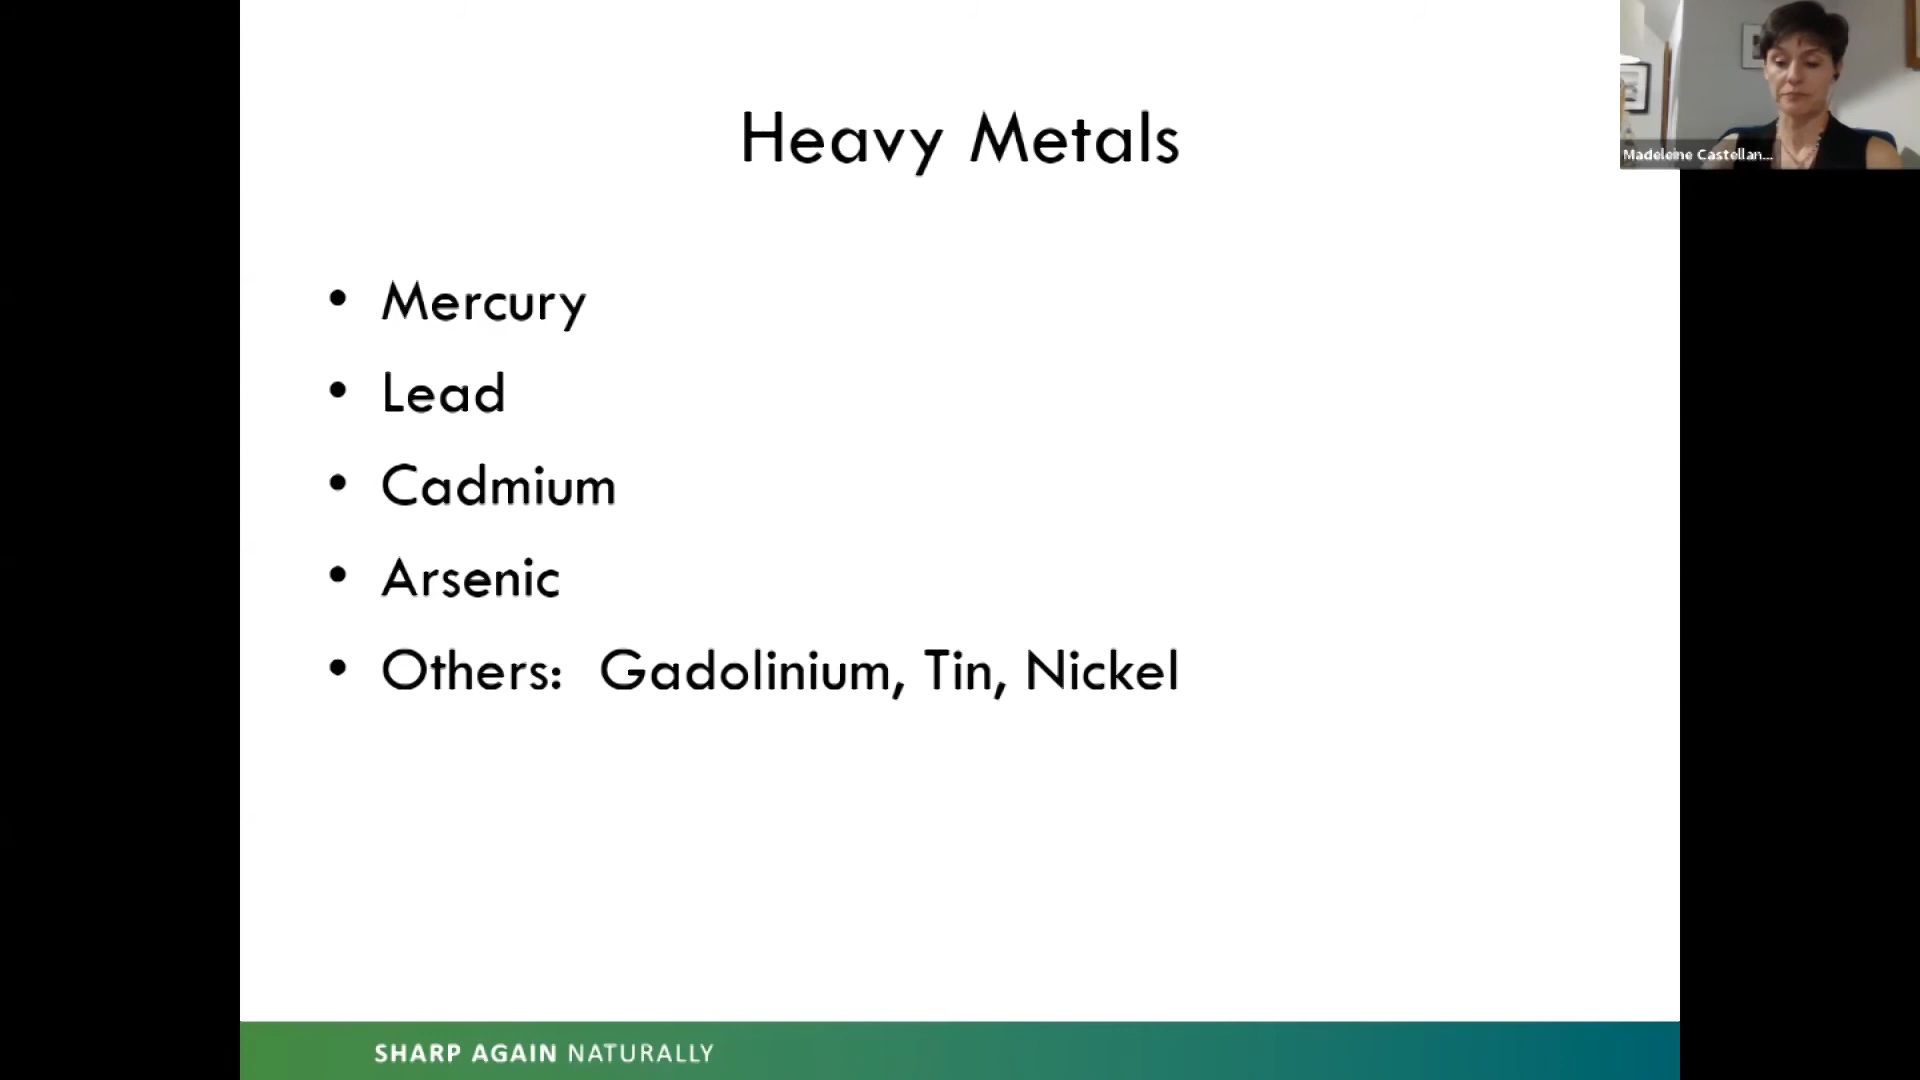 Heavy Metals
• Mercury
• Lead
• Cadmium
• Arsenic
• Others: Gadolinium, Tin, Nickel
SHARP AGAIN NATURALLY
Madeleine Castellan...